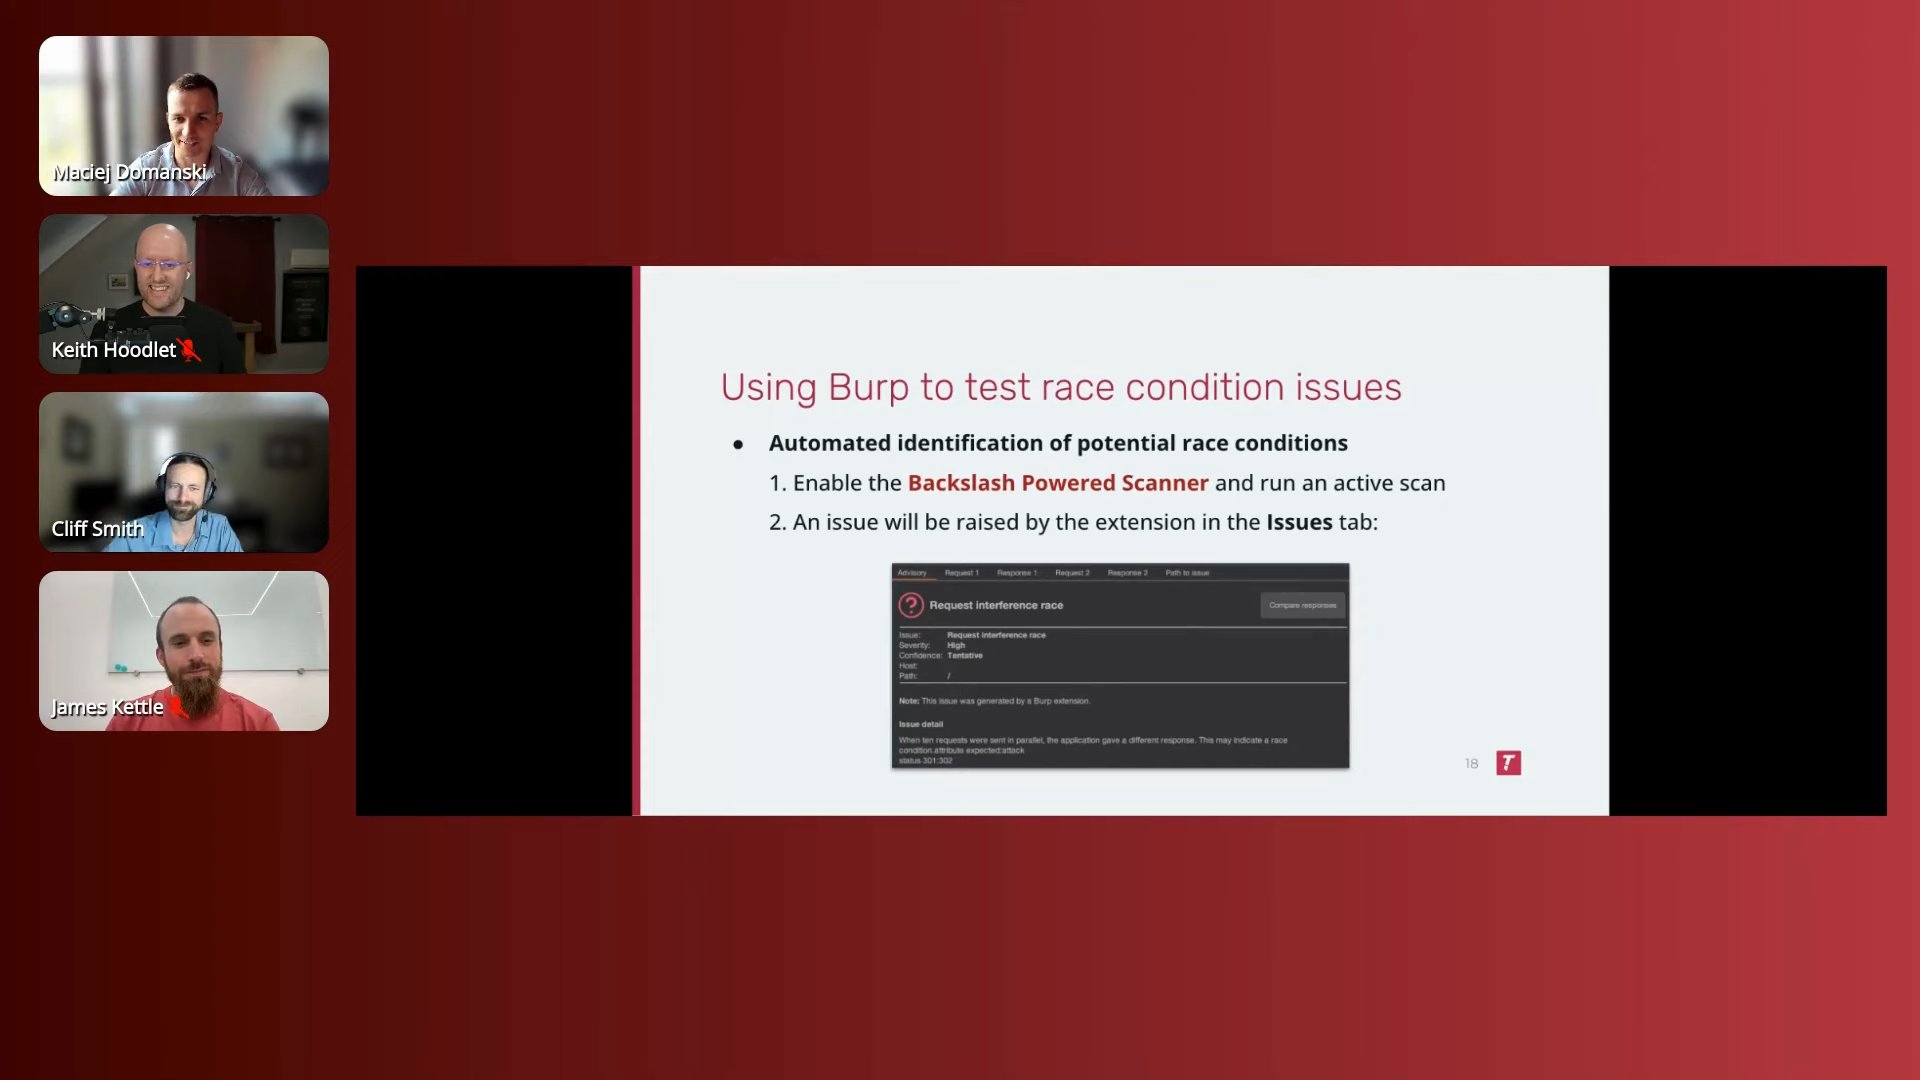 Maciej Domanski
Keith Hoodlet
Cliff Smith
James Kettle
Using Burp to test race condition issues
● Automated identification of potential race conditions
1. Enable the Backslash Powered Scanner and run an active scan
2. An issue will be raised by the extension in the Issues tab:
Advisory Request 1 Response 1 Request 2 Response 2 Path to issue
Request interference race
Compare responses
Issue: Request interference race
Severity: High
Confidence: Tentative
Host:
Path: /
Note: This issue was generated by a Burp extension.
Issue detail
When ten requests were sent in parallel, the application gave a different response. This may indicate a race
condition.attribute expected:attack
status 301:302
18
T